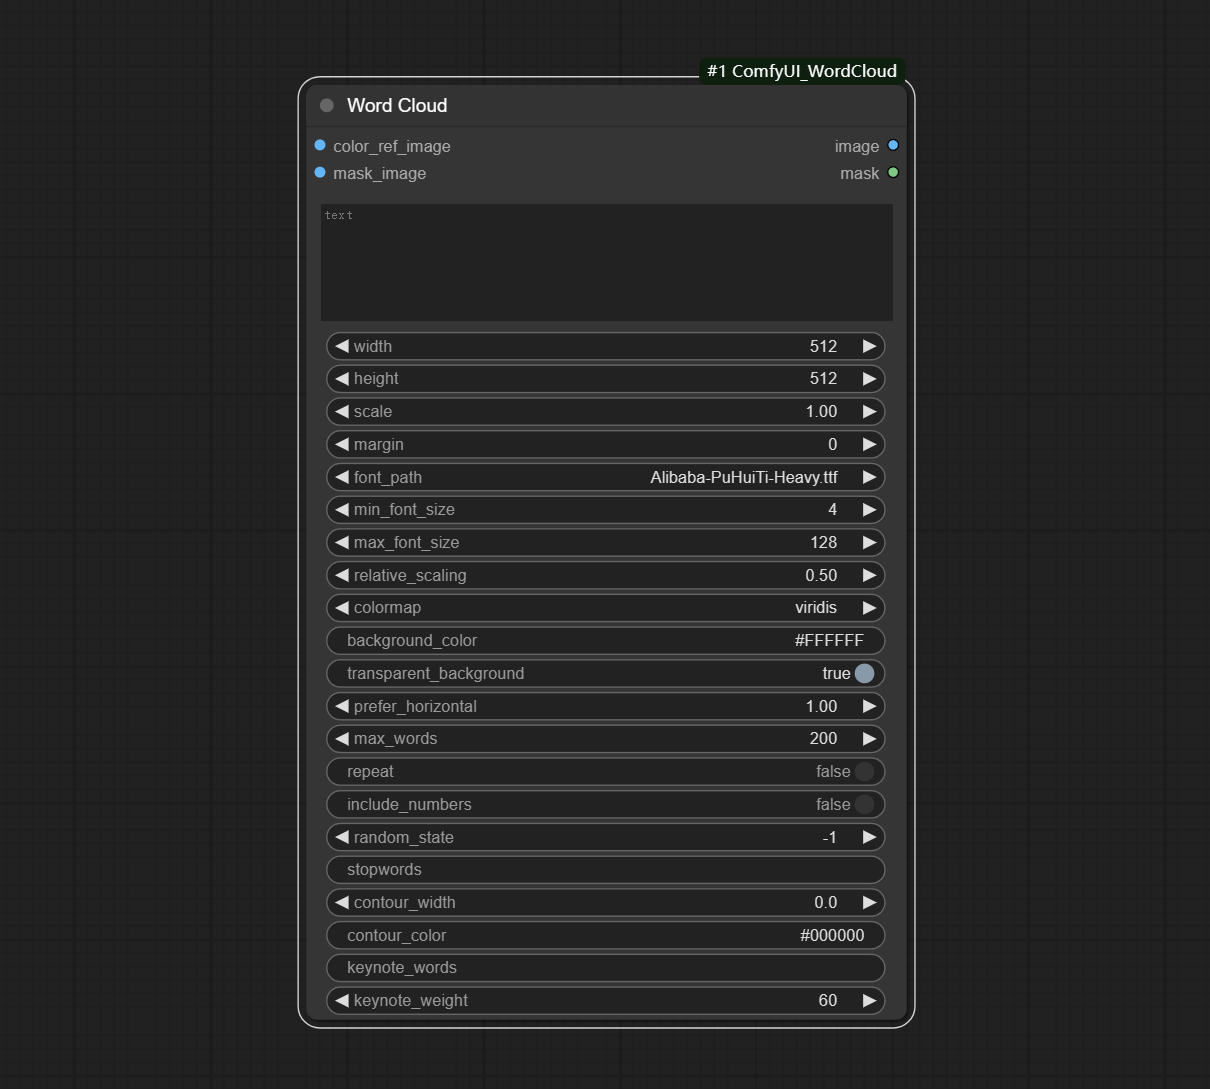 #1 ComfyUI_WordCloud
Word Cloud
color_ref_image image
mask_image mask
text
width 512
height 512
scale 1.00
margin 0
font_path Alibaba-PuHuiTi-Heavy.ttf
min_font_size 4
max_font_size 128
relative_scaling 0.50
colormap viridis
background_color #FFFFFF
transparent_background true
prefer_horizontal 1.00
max_words 200
repeat false
include_numbers false
random_state -1
stopwords
contour_width 0.0
contour_color #000000
keynote_words
keynote_weight 60